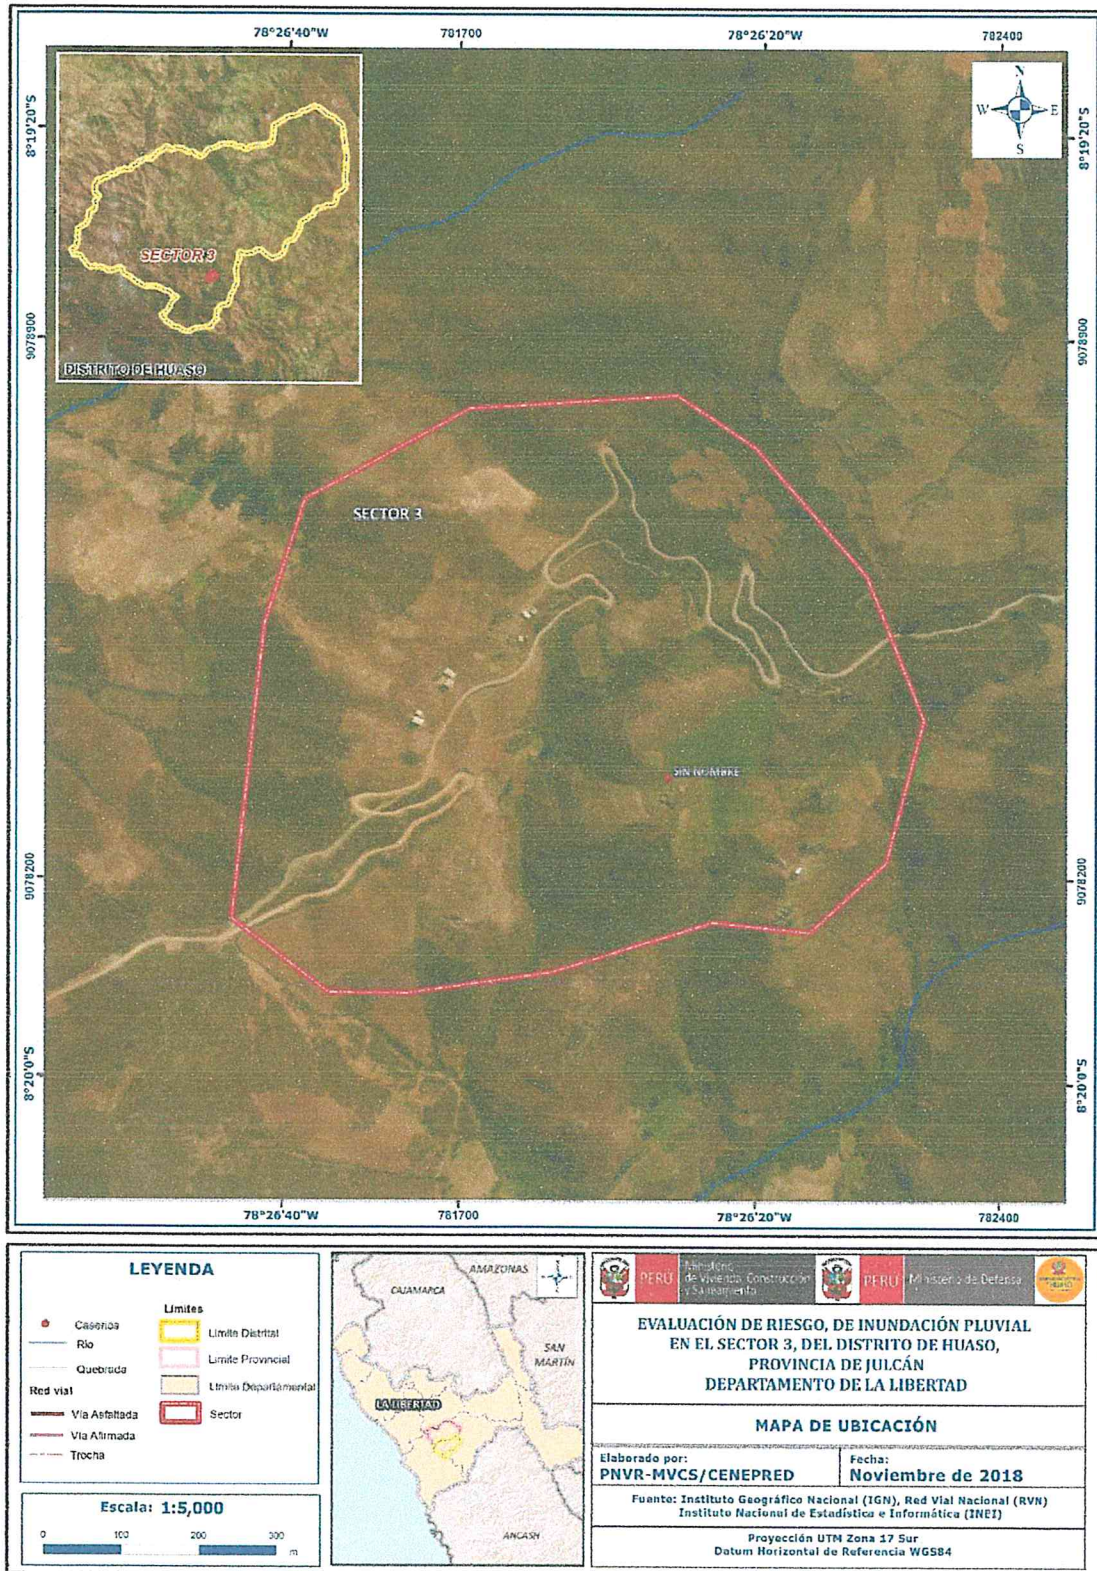 78°26'40"W
781700
78°26'20"W
782400
8°19'20"S
8°19'20"S
N
W
E
S
SECTOR 3
DISTRITO DE HUASO
9078900
9078900
SECTOR 3
SIN NOMBRE
9078200
9078200
8°20'0"S
8°20'0"S
78°26'40"W
781700
78°26'20"W
782400
LEYENDA
Caserios
Río
Quebrada
Red vial
Vía Asfaltada
Vía Afirmada
Trocha
Limites
Limite Distrital
Limite Provincial
Limite Departamental
Sector
Escala: 1:5,000
0 100 200 300
m
AMAZONAS
CAJAMARCA
SAN
MARTÍN
LA LIBERTAD
ANCASH
PERÚ
Ministerio
de Vivienda, Construcción
y Saneamiento
PERÚ
Ministerio de Defensa
EVALUACIÓN DE RIESGO, DE INUNDACIÓN PLUVIAL
EN EL SECTOR 3, DEL DISTRITO DE HUASO,
PROVINCIA DE JULCÁN
DEPARTAMENTO DE LA LIBERTAD
MAPA DE UBICACIÓN
Elaborado por:
PNVR-MVCS/CENEPRED
Fecha:
Noviembre de 2018
Fuente: Instituto Geográfico Nacional (IGN), Red Vial Nacional (RVN)
Instituto Nacional de Estadística e Informática (INEI)
Proyección UTM Zona 17 Sur
Datum Horizontal de Referencia WGS84